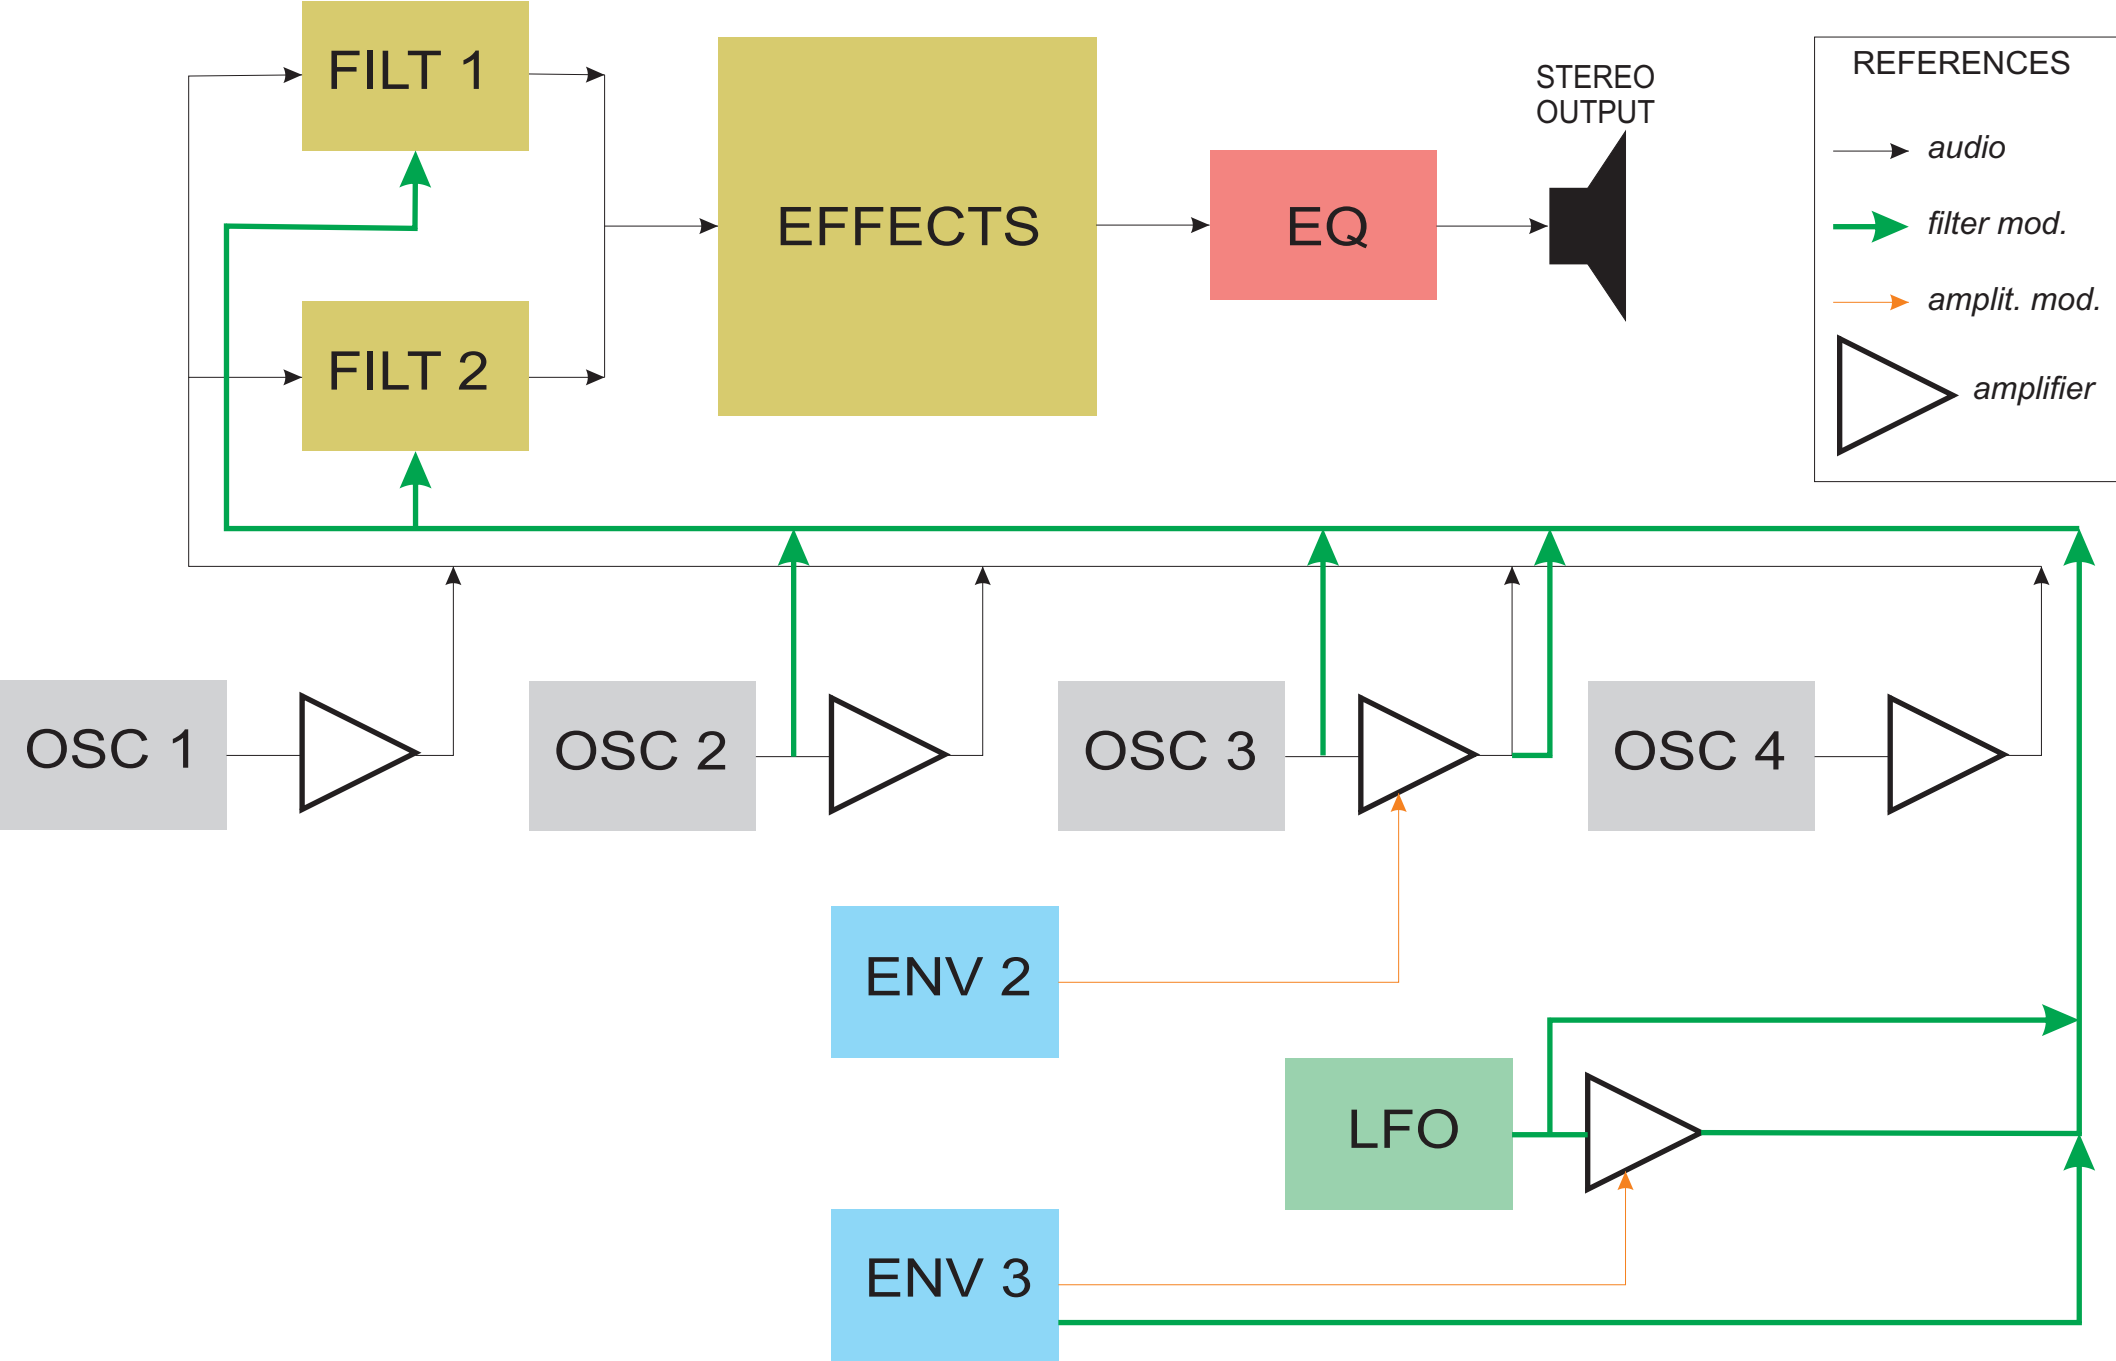 FILT 1
STEREO
OUTPUT
REFERENCES
audio
filter mod.
amplit. mod.
amplifier
EFFECTS
EQ
FILT 2
OSC 1
OSC 2
OSC 3
OSC 4
ENV 2
LFO
ENV 3